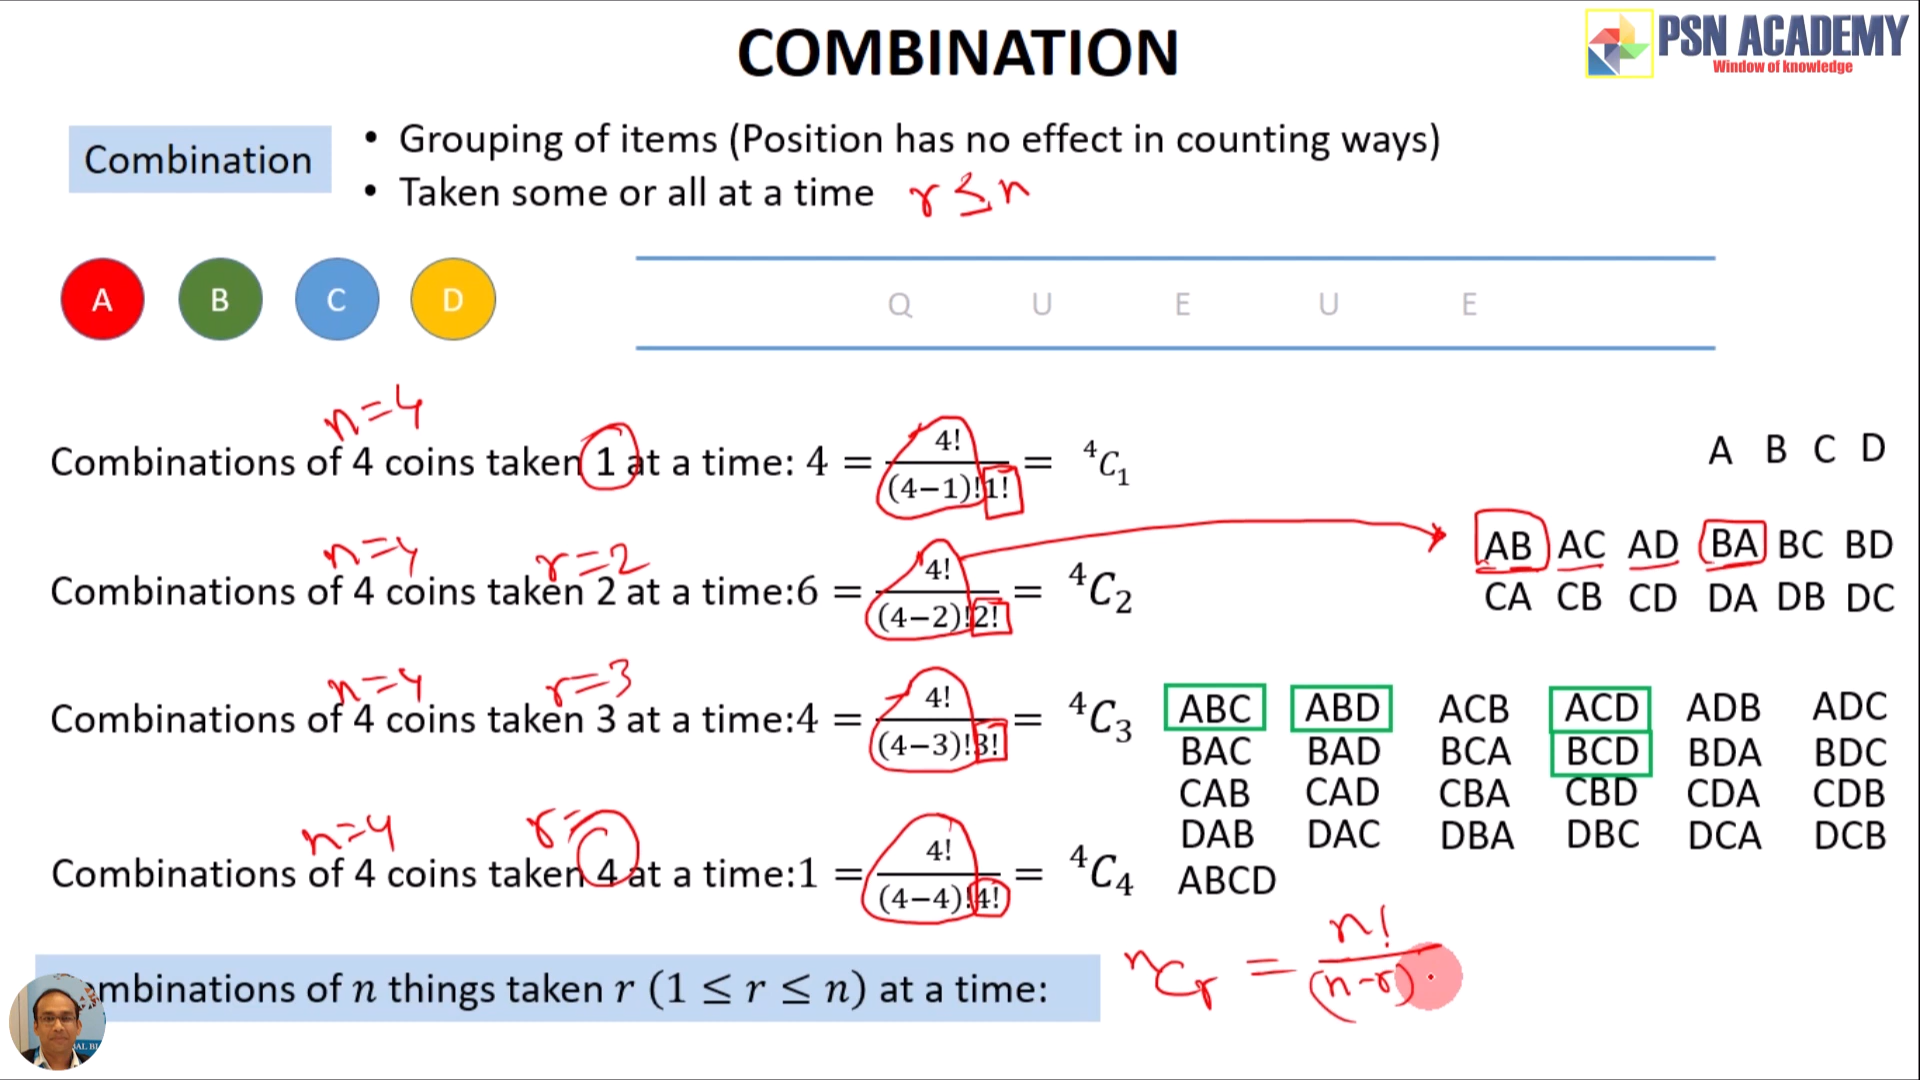 COMBINATION
PSN ACADEMY
Window of knowledge
Combination
• Grouping of items (Position has no effect in counting ways)
• Taken some or all at a time r ≤ n
A B C D
Q U E U E
n=4
Combinations of 4 coins taken 1 at a time: 4 = 4!/(4−1)!1! = ⁴C₁
A B C D
n=4 r=2
Combinations of 4 coins taken 2 at a time:6 = 4!/(4−2)!2! = ⁴C₂
AB AC AD BA BC BD
CA CB CD DA DB DC
n=4 r=3
Combinations of 4 coins taken 3 at a time:4 = 4!/(4−3)!3! = ⁴C₃
ABC ABD ACB ACD ADB ADC
BAC BAD BCA BCD BDA BDC
CAB CAD CBA CBD CDA CDB
DAB DAC DBA DBC DCA DCB
n=4 r=
Combinations of 4 coins taken 4 at a time:1 = 4!/(4−4)!4! = ⁴C₄
ABCD
mbinations of n things taken r (1 ≤ r ≤ n) at a time:
ⁿCᵣ = n!/(n-r)